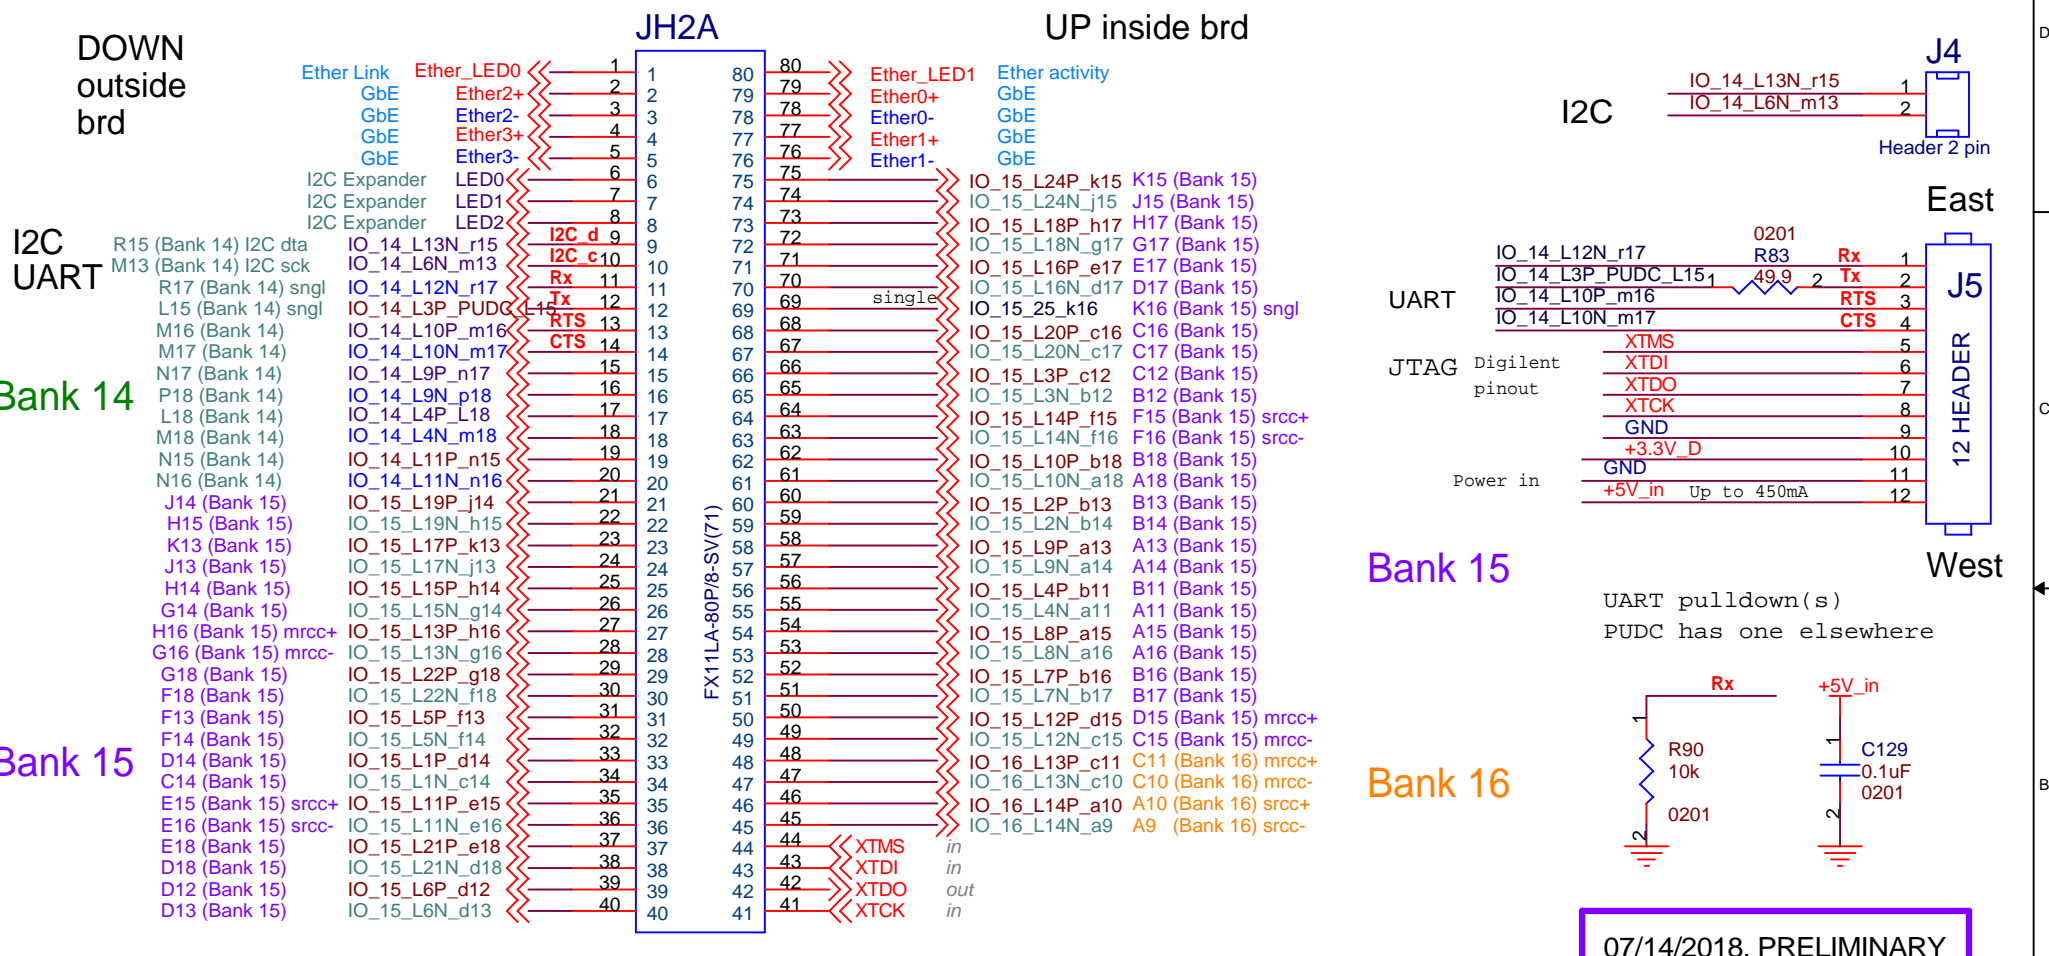 JH2A
UP inside brd
DOWN
outside
brd
Ether Link Ether_LED0 1 1 80 80 Ether_LED1 Ether activity
GbE Ether2+ 2 2 79 79 Ether0+ GbE
GbE Ether2- 3 3 78 78 Ether0- GbE
GbE Ether3+ 4 4 77 77 Ether1+ GbE
GbE Ether3- 5 5 76 76 Ether1- GbE
I2C Expander LED0 6 6 75 75 IO_15_L24P_k15 K15 (Bank 15)
I2C Expander LED1 7 7 74 74 IO_15_L24N_j15 J15 (Bank 15)
I2C Expander LED2 8 8 73 73 IO_15_L18P_h17 H17 (Bank 15)
I2C
UART
R15 (Bank 14) I2C dta IO_14_L13N_r15 I2C_d 9 9 72 72 IO_15_L18N_g17 G17 (Bank 15)
M13 (Bank 14) I2C sck IO_14_L6N_m13 I2C_c 10 10 71 71 IO_15_L16P_e17 E17 (Bank 15)
R17 (Bank 14) sngl IO_14_L12N_r17 Rx 11 11 70 70 IO_15_L16N_d17 D17 (Bank 15)
L15 (Bank 14) sngl IO_14_L3P_PUDC_L15 Tx 12 12 69 69 single IO_15_25_k16 K16 (Bank 15) sngl
M16 (Bank 14) IO_14_L10P_m16 RTS 13 13 68 68 IO_15_L20P_c16 C16 (Bank 15)
M17 (Bank 14) IO_14_L10N_m17 CTS 14 14 67 67 IO_15_L20N_c17 C17 (Bank 15)
N17 (Bank 14) IO_14_L9P_n17 15 15 66 66 IO_15_L3P_c12 C12 (Bank 15)
Bank 14
P18 (Bank 14) IO_14_L9N_p18 16 16 65 65 IO_15_L3N_b12 B12 (Bank 15)
L18 (Bank 14) IO_14_L4P_L18 17 17 64 64 IO_15_L14P_f15 F15 (Bank 15) srcc+
M18 (Bank 14) IO_14_L4N_m18 18 18 63 63 IO_15_L14N_f16 F16 (Bank 15) srcc-
N15 (Bank 14) IO_14_L11P_n15 19 19 62 62 IO_15_L10P_b18 B18 (Bank 15)
N16 (Bank 14) IO_14_L11N_n16 20 20 61 61 IO_15_L10N_a18 A18 (Bank 15)
J14 (Bank 15) IO_15_L19P_j14 21 21 60 60 IO_15_L2P_b13 B13 (Bank 15)
H15 (Bank 15) IO_15_L19N_h15 22 22 59 59 IO_15_L2N_b14 B14 (Bank 15)
K13 (Bank 15) IO_15_L17P_k13 23 23 58 58 IO_15_L9P_a13 A13 (Bank 15)
J13 (Bank 15) IO_15_L17N_j13 24 24 57 57 IO_15_L9N_a14 A14 (Bank 15)
H14 (Bank 15) IO_15_L15P_h14 25 25 56 56 IO_15_L4P_b11 B11 (Bank 15)
G14 (Bank 15) IO_15_L15N_g14 26 26 55 55 IO_15_L4N_a11 A11 (Bank 15)
H16 (Bank 15) mrcc+ IO_15_L13P_h16 27 27 54 54 IO_15_L8P_a15 A15 (Bank 15)
G16 (Bank 15) mrcc- IO_15_L13N_g16 28 28 53 53 IO_15_L8N_a16 A16 (Bank 15)
G18 (Bank 15) IO_15_L22P_g18 29 29 52 52 IO_15_L7P_b16 B16 (Bank 15)
F18 (Bank 15) IO_15_L22N_f18 30 30 51 51 IO_15_L7N_b17 B17 (Bank 15)
F13 (Bank 15) IO_15_L5P_f13 31 31 50 50 IO_15_L12P_d15 D15 (Bank 15) mrcc+
F14 (Bank 15) IO_15_L5N_f14 32 32 49 49 IO_15_L12N_c15 C15 (Bank 15) mrcc-
Bank 15
D14 (Bank 15) IO_15_L1P_d14 33 33 48 48 IO_16_L13P_c11 C11 (Bank 16) mrcc+
C14 (Bank 15) IO_15_L1N_c14 34 34 47 47 IO_16_L13N_c10 C10 (Bank 16) mrcc-
E15 (Bank 15) srcc+ IO_15_L11P_e15 35 35 46 46 IO_16_L14P_a10 A10 (Bank 16) srcc+
E16 (Bank 15) srcc- IO_15_L11N_e16 36 36 45 45 IO_16_L14N_a9 A9 (Bank 16) srcc-
E18 (Bank 15) IO_15_L21P_e18 37 37 44 44 XTMS in
D18 (Bank 15) IO_15_L21N_d18 38 38 43 43 XTDI in
D12 (Bank 15) IO_15_L6P_d12 39 39 42 42 XTDO out
D13 (Bank 15) IO_15_L6N_d13 40 40 41 41 XTCK in
FX11LA-80P/8-SV(71)
J4
I2C
IO_14_L13N_r15 1
IO_14_L6N_m13 2
Header 2 pin
East
J5
12 HEADER
UART
IO_14_L12N_r17 Rx 1
0201
R83
49.9
IO_14_L3P_PUDC_L15 1 2 Tx 2
IO_14_L10P_m16 RTS 3
IO_14_L10N_m17 CTS 4
JTAG Digilent
pinout
XTMS 5
XTDI 6
XTDO 7
XTCK 8
GND 9
+3.3V_D 10
Power in
GND 11
+5V_in Up to 450mA 12
West
Bank 15
Bank 16
UART pulldown(s)
PUDC has one elsewhere
Rx
1
R90
10k
0201
2
+5V_in
1
C129
0.1uF
0201
2
07/14/2018. PRELIMINARY
D
C
B